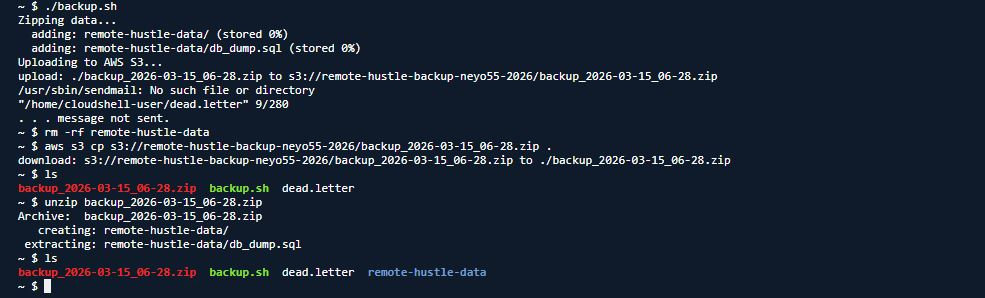 ~ $ ./backup.sh
Zipping data...
  adding: remote-hustle-data/ (stored 0%)
  adding: remote-hustle-data/db_dump.sql (stored 0%)
Uploading to AWS S3...
upload: ./backup_2026-03-15_06-28.zip to s3://remote-hustle-backup-neyo55-2026/backup_2026-03-15_06-28.zip
/usr/sbin/sendmail: No such file or directory
"/home/cloudshell-user/dead.letter" 9/280
. . . message not sent.
~ $ rm -rf remote-hustle-data
~ $ aws s3 cp s3://remote-hustle-backup-neyo55-2026/backup_2026-03-15_06-28.zip .
download: s3://remote-hustle-backup-neyo55-2026/backup_2026-03-15_06-28.zip to ./backup_2026-03-15_06-28.zip
~ $ ls
backup_2026-03-15_06-28.zip  backup.sh  dead.letter
~ $ unzip backup_2026-03-15_06-28.zip
Archive:  backup_2026-03-15_06-28.zip
   creating: remote-hustle-data/
 extracting: remote-hustle-data/db_dump.sql
~ $ ls
backup_2026-03-15_06-28.zip  backup.sh  dead.letter  remote-hustle-data
~ $